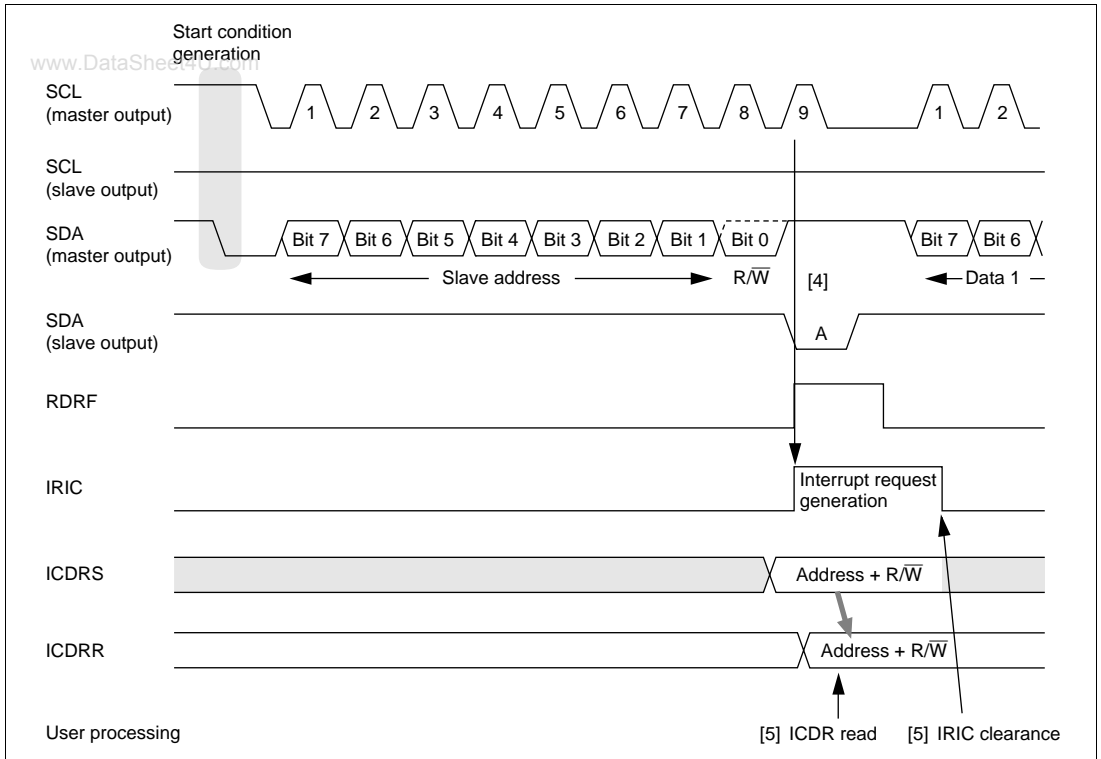 Start condition
generation
www.DataSheet4U.com
SCL
(master output)
1 2 3 4 5 6 7 8 9 1 2
SCL
(slave output)
SDA
(master output)
Bit 7 Bit 6 Bit 5 Bit 4 Bit 3 Bit 2 Bit 1 Bit 0 Bit 7 Bit 6
Slave address R/W̅ [4] Data 1
SDA
(slave output)
A
RDRF
IRIC
Interrupt request
generation
ICDRS
Address + R/W̅
ICDRR
Address + R/W̅
User processing
[5] ICDR read [5] IRIC clearance